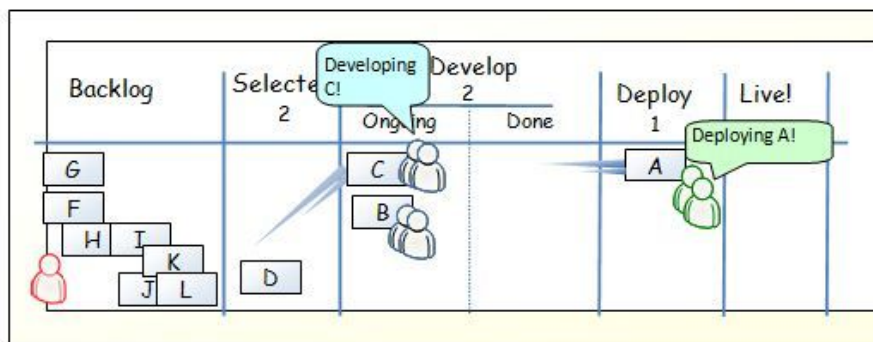 Developing
C!
Backlog
Selecte
Develop
2
2
Ongoing
Done
Deploy
1
Live!
Deploying A!
G
C
A
F
B
H
I
K
D
J
L